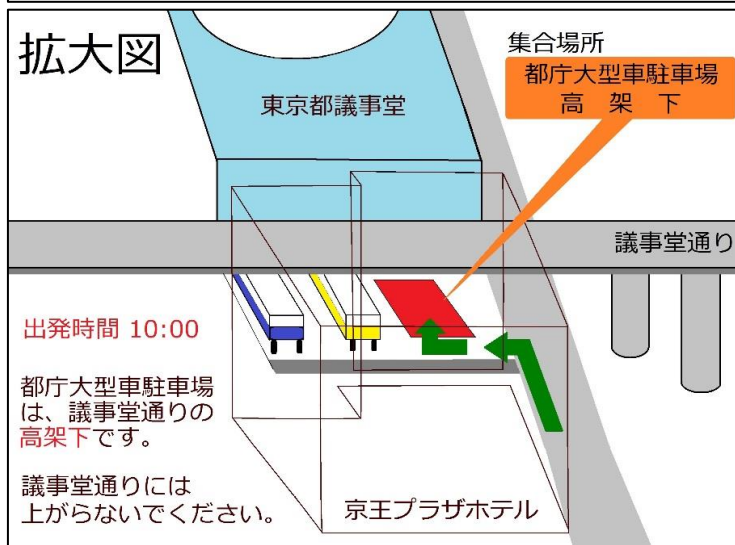 拡大図
集合場所
都庁大型車駐車場
高架下
東京都議事堂
議事堂通り
出発時間 10:00
都庁大型車駐車場
は、議事堂通りの
高架下です。
議事堂通りには
上がらないでください。
京王プラザホテル